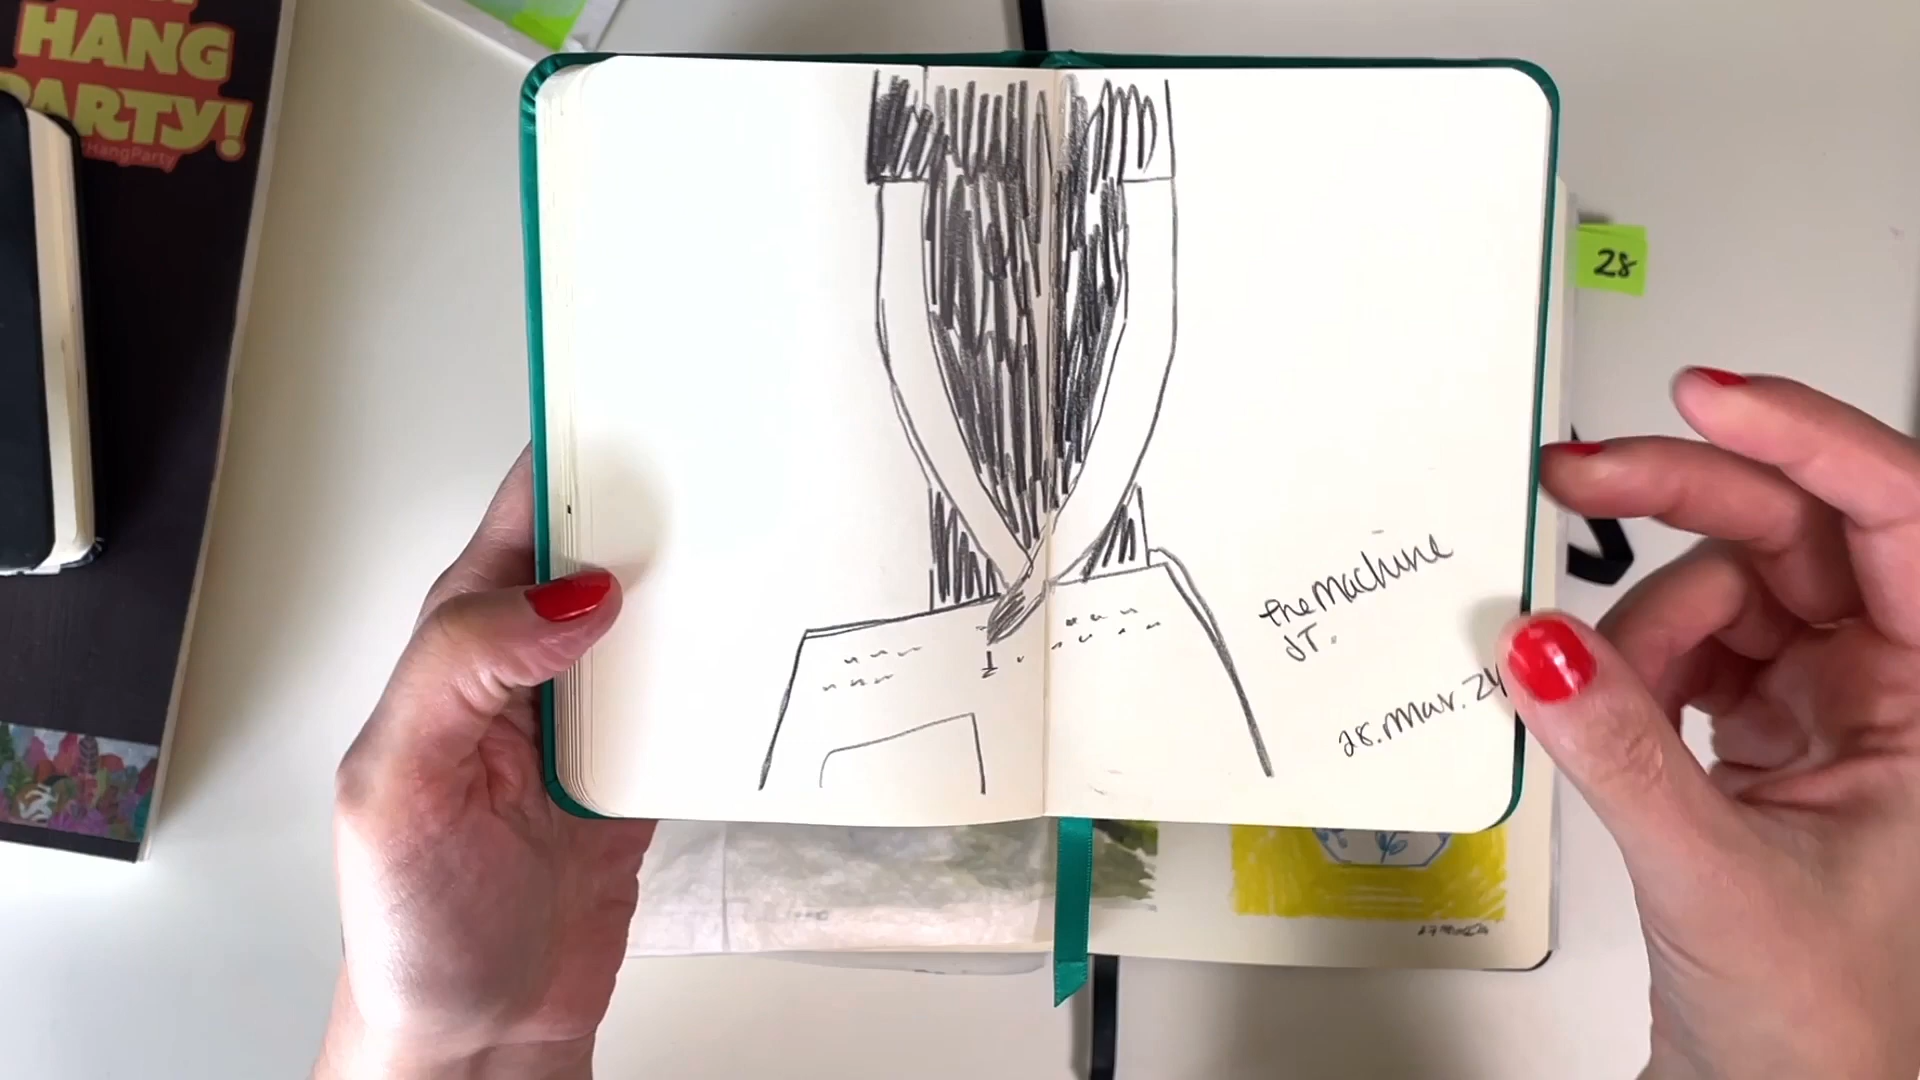 HANG
PARTY!
HangParty
28
the Machine
JT.
28. Mar. 24